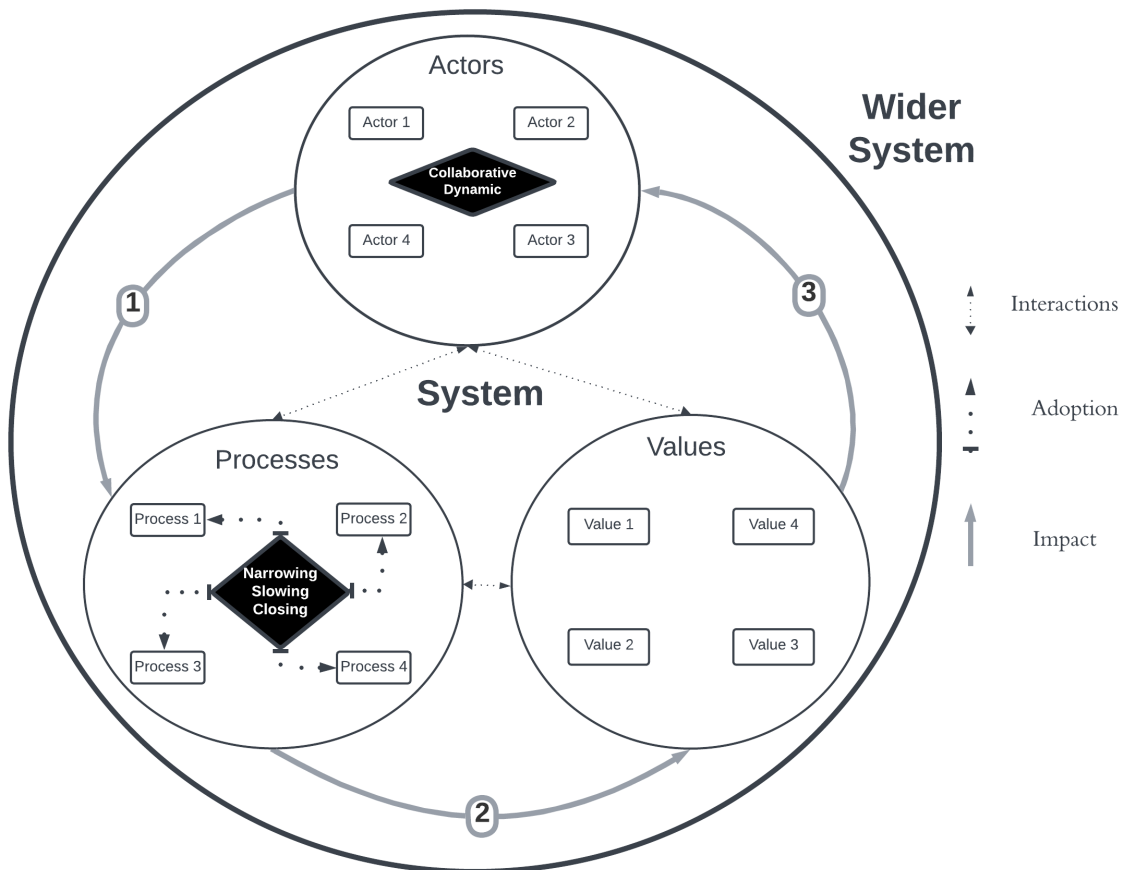 Actors
Actor 1
Actor 2
Collaborative
Dynamic
Actor 4
Actor 3
Wider
System
1
3
Interactions
System
Adoption
Processes
Values
Process 1
Process 2
Value 1
Value 4
Impact
Narrowing
Slowing
Closing
Process 3
Process 4
Value 2
Value 3
2